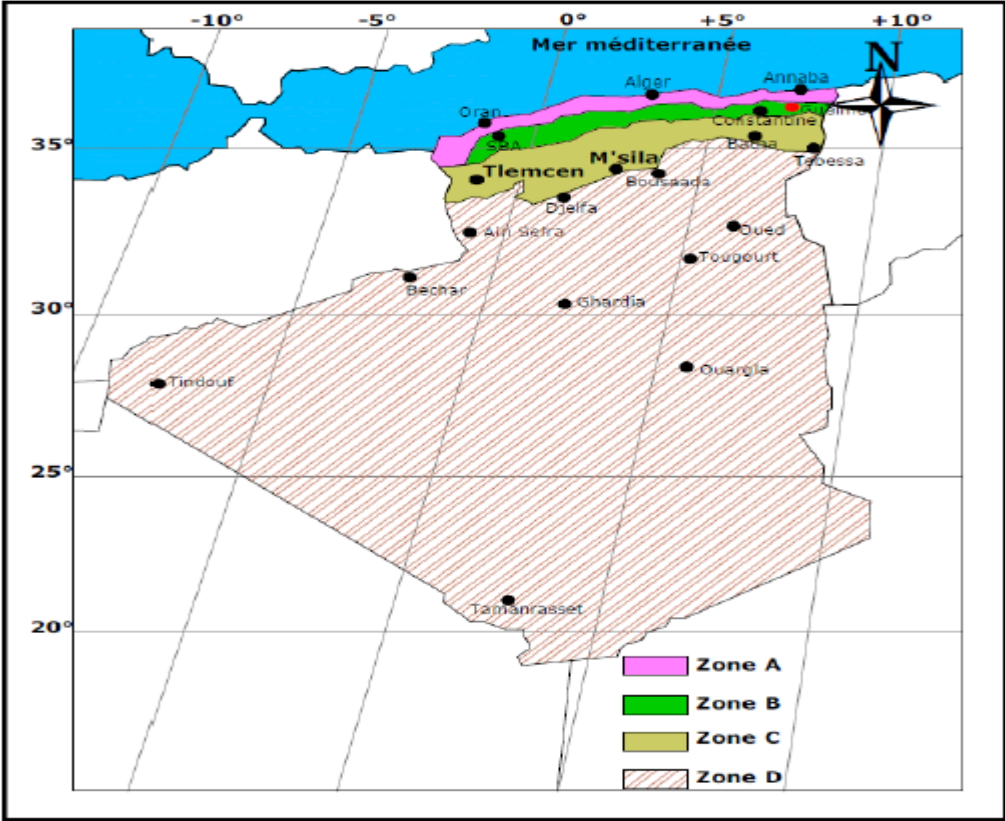 -10° -5° 0° +5° +10°
Mer méditerranée
N
Alger
Annaba
Oran
Guelma
Constantine
35°
SBA
Batna
Tebessa
M'sila
Tlemcen
Bousaada
Djelfa
Ain Sefra
Oued
Tougourt
Bechar
30°
Ghardia
Ouargla
Tindouf
25°
Tamanrasset
20°
Zone A
Zone B
Zone C
Zone D